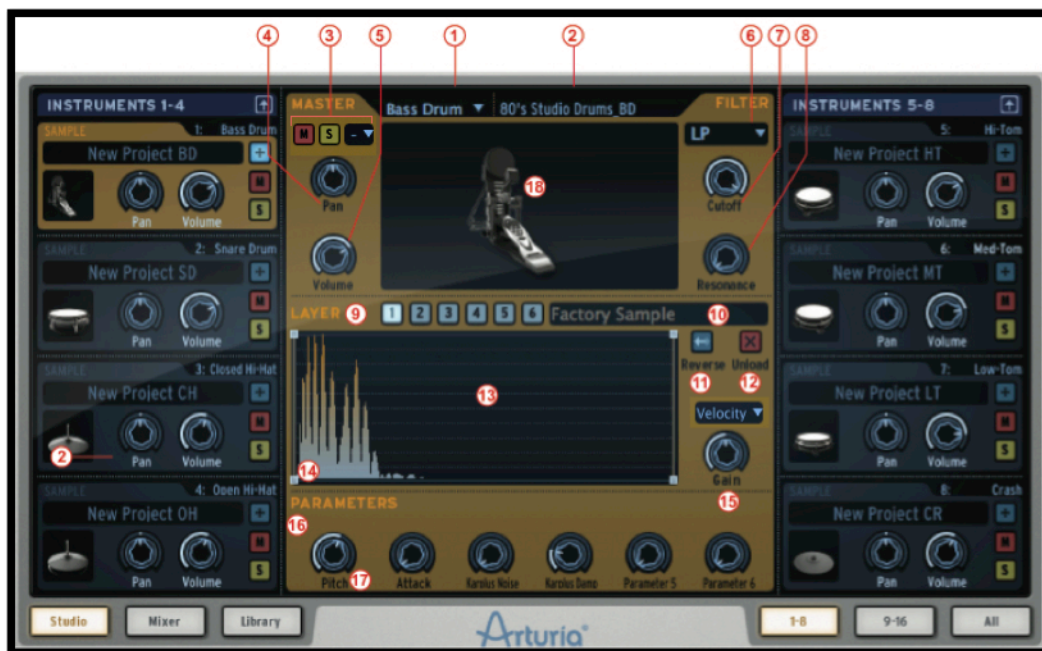 4 3 5 1 2 6 7 8
INSTRUMENTS 1-4
MASTER
Bass Drum
80's Studio Drums_BD
FILTER
INSTRUMENTS 5-8
SAMPLE 1: Bass Drum
New Project BD +
M
S
Pan Volume
SAMPLE 2: Snare Drum
New Project SD +
M
S
Pan Volume
SAMPLE 3: Closed Hi-Hat
New Project CH +
M
S
2
Pan Volume
SAMPLE 4: Open Hi-Hat
New Project OH +
M
S
Pan Volume
M S -
Pan
Volume
18
LP
Cutoff
Resonance
LAYER 9 1 2 3 4 5 6 Factory Sample 10
13
14
Reverse Unload
11 12
Velocity
Gain
15
PARAMETERS
16
Pitch 17 Attack Karplus Noise Karplus Damp Parameter 5 Parameter 6
SAMPLE 5: Hi-Tom
New Project HT +
M
S
Pan Volume
SAMPLE 6: Med-Tom
New Project MT +
M
S
Pan Volume
SAMPLE 7: Low-Tom
New Project LT +
M
S
Pan Volume
SAMPLE 8: Crash
New Project CR +
M
S
Pan Volume
Studio Mixer Library
Arturia®
1-8 9-16 All